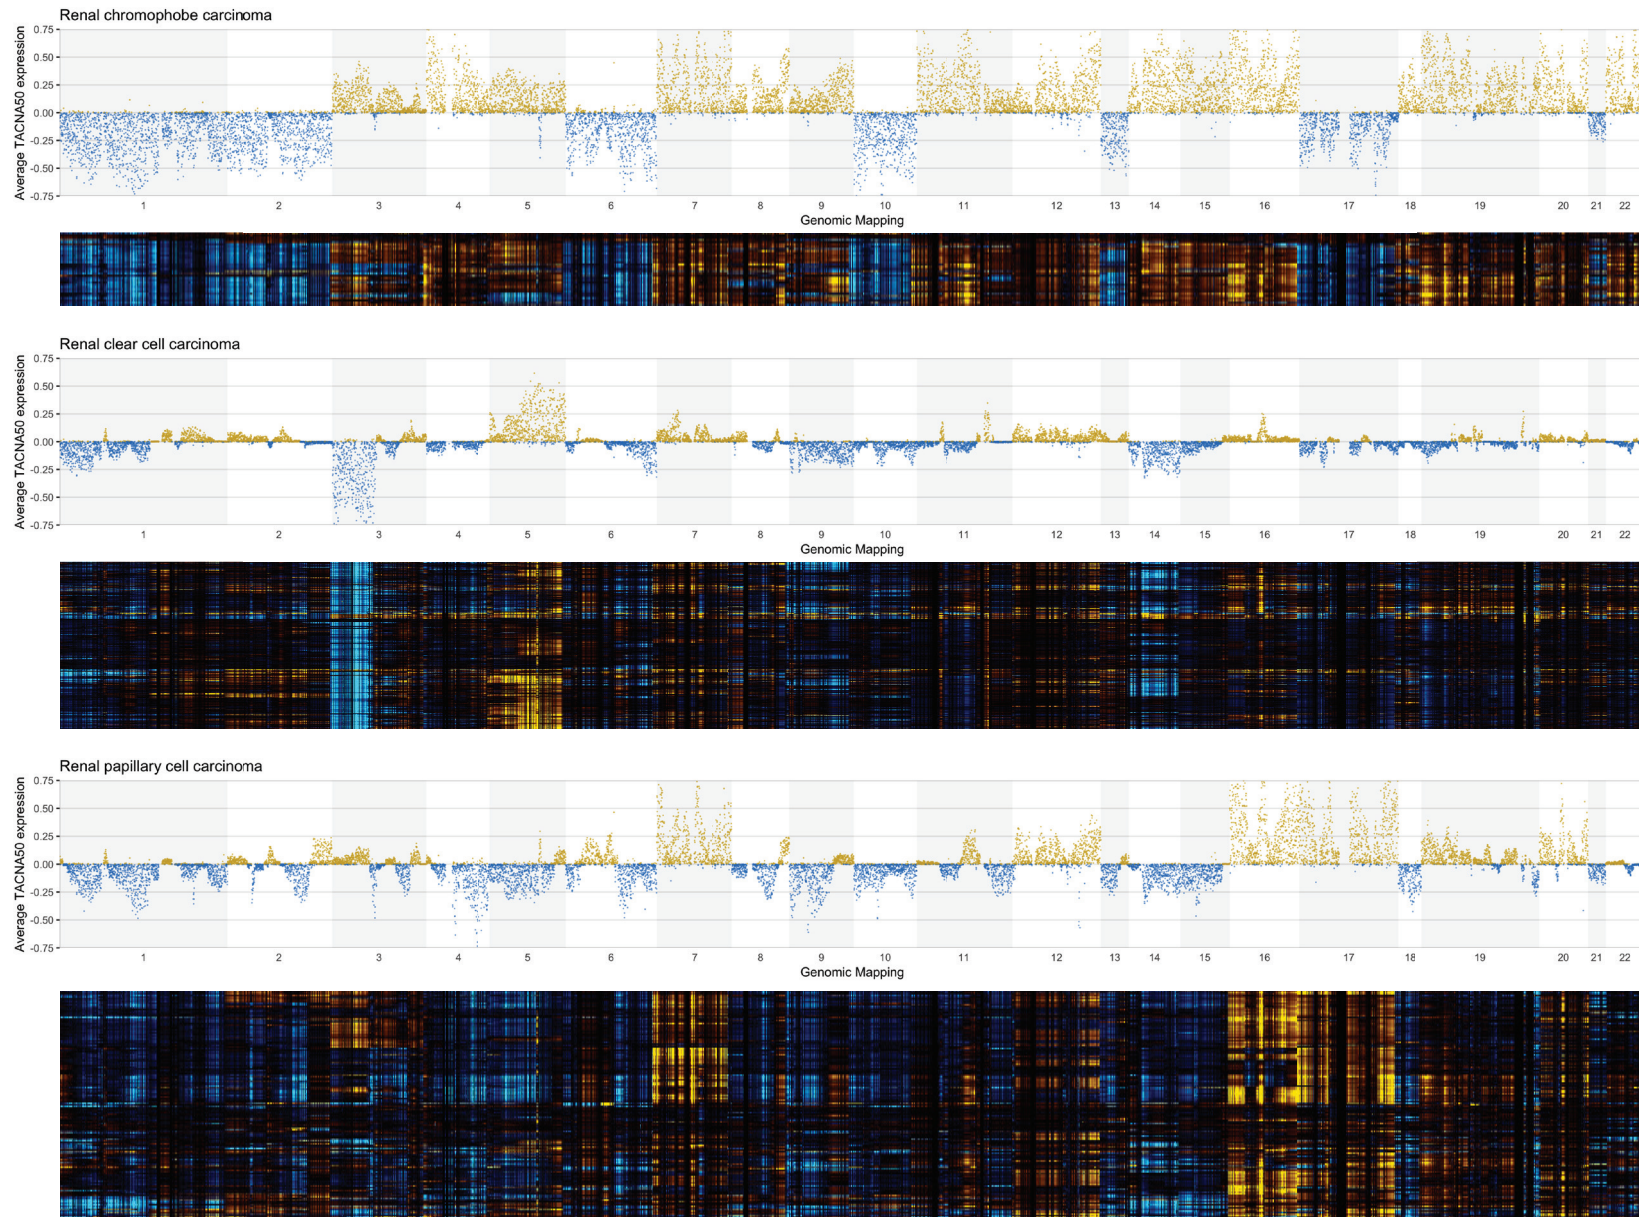 Renal chromophobe carcinoma
Average TACNA50 expression
0.75
0.50
0.25
0.00
-0.25
-0.50
-0.75
1 2 3 4 5 6 7 8 9 10 11 12 13 14 15 16 17 18 19 20 21 22
Genomic Mapping
Renal clear cell carcinoma
Average TACNA50 expression
0.75
0.50
0.25
0.00
-0.25
-0.50
-0.75
1 2 3 4 5 6 7 8 9 10 11 12 13 14 15 16 17 18 19 20 21 22
Genomic Mapping
Renal papillary cell carcinoma
Average TACNA50 expression
0.75
0.50
0.25
0.00
-0.25
-0.50
-0.75
1 2 3 4 5 6 7 8 9 10 11 12 13 14 15 16 17 18 19 20 21 22
Genomic Mapping